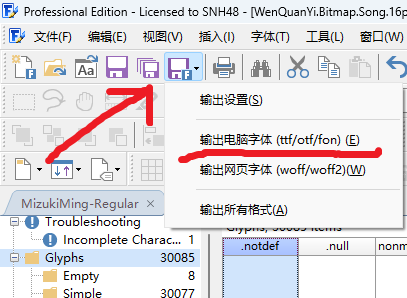 Professional Edition - Licensed to SNH48 - [WenQuanYi.Bitmap.Song.16p
文件(F) 编辑(E) 视图(V) 插入(I) 字体(T) 工具(L) 窗口(W)
输出设置(S)
输出电脑字体 (ttf/otf/fon) (E)
输出网页字体 (woff/woff2)(W)
输出所有格式(A)
MizukiMing-Regular
Troubleshooting
Incomplete Charac... 1
Glyphs 30085
Empty 8
Simple 30077
.notdef .null nonm